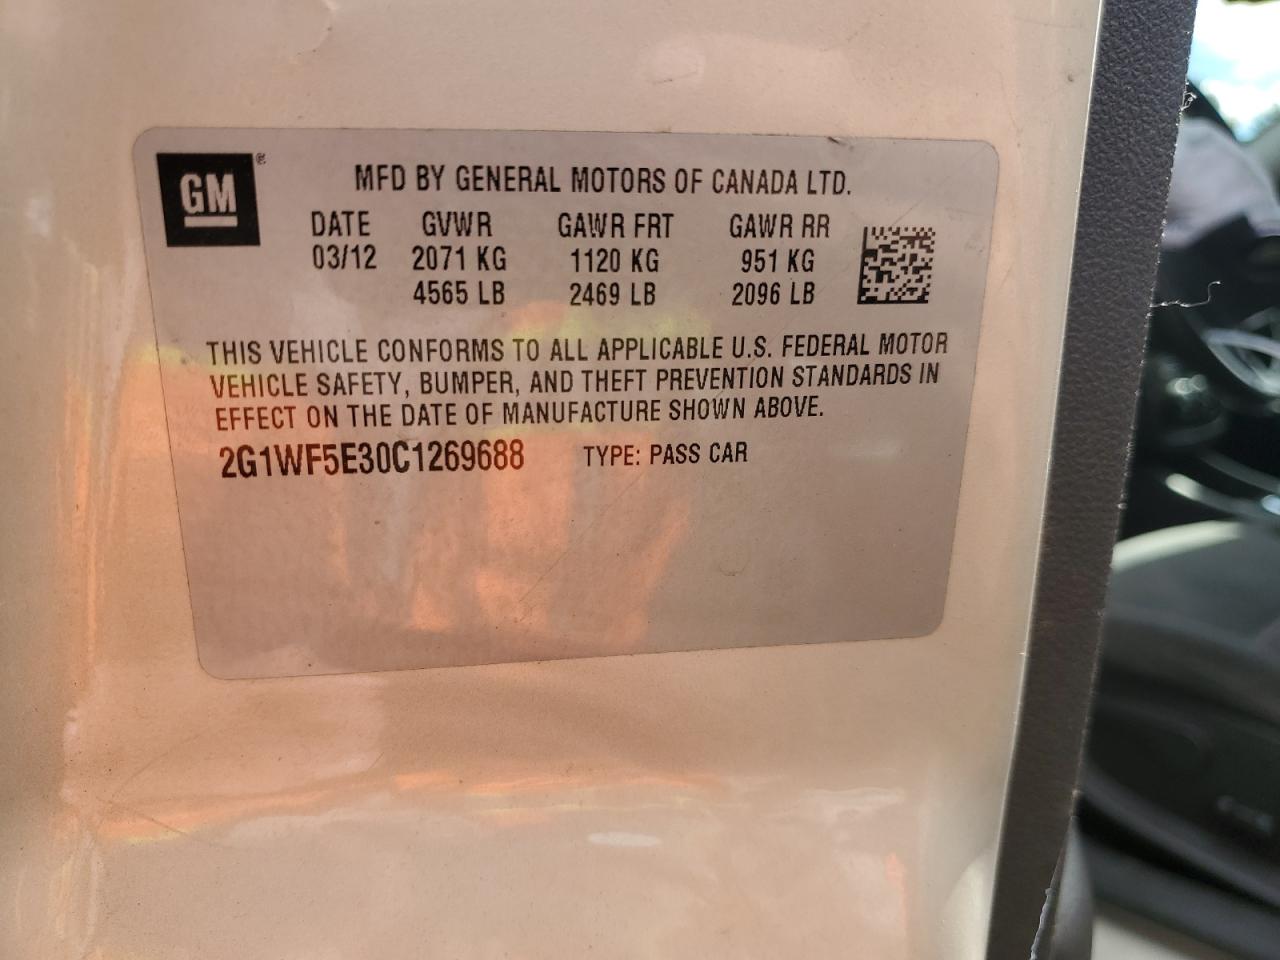 GM ®
MFD BY GENERAL MOTORS OF CANADA LTD.
DATE GVWR GAWR FRT GAWR RR
03/12 2071 KG 1120 KG 951 KG
4565 LB 2469 LB 2096 LB
THIS VEHICLE CONFORMS TO ALL APPLICABLE U.S. FEDERAL MOTOR
VEHICLE SAFETY, BUMPER, AND THEFT PREVENTION STANDARDS IN
EFFECT ON THE DATE OF MANUFACTURE SHOWN ABOVE.
2G1WF5E30C1269688 TYPE: PASS CAR